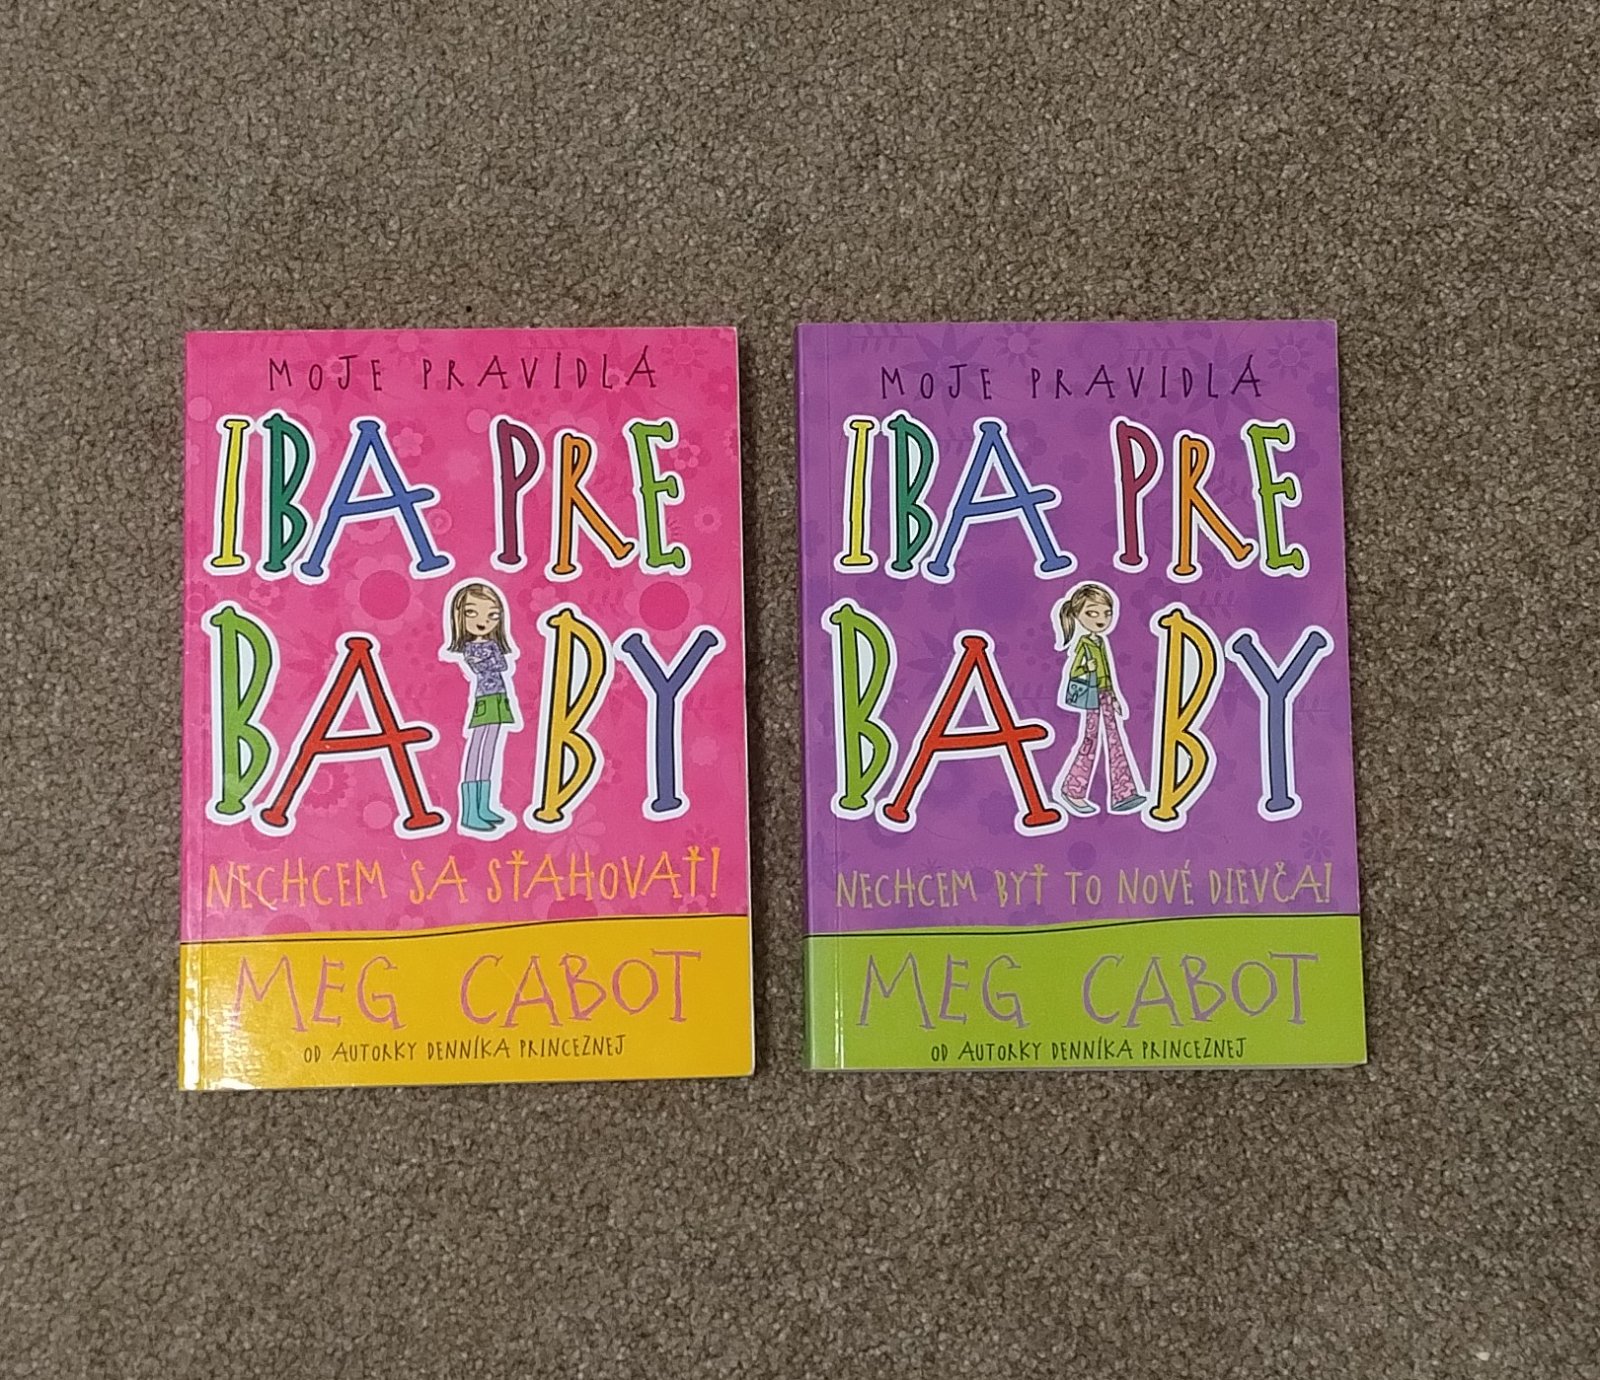 MOJE PRAVIDLÁ
IBA PRE
BABY
NECHCEM SA SŤAHOVAŤ!
MEG CABOT
OD AUTORKY DENNÍKA PRINCEZNEJ
MOJE PRAVIDLÁ
IBA PRE
BABY
NECHCEM BYŤ TO NOVÉ DIEVČA!
MEG CABOT
OD AUTORKY DENNÍKA PRINCEZNEJ